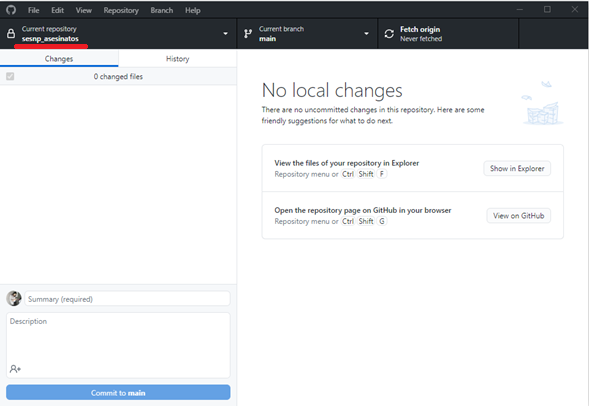 File Edit View Repository Branch Help
Current repository
sesnp_asesinatos
Current branch
main
Fetch origin
Never fetched
Changes
History
0 changed files
No local changes
There are no uncommitted changes in this repository. Here are some
friendly suggestions for what to do next.
View the files of your repository in Explorer
Repository menu or Ctrl Shift F
Show in Explorer
Open the repository page on GitHub in your browser
Repository menu or Ctrl Shift G
View on GitHub
Summary (required)
Description
Commit to main